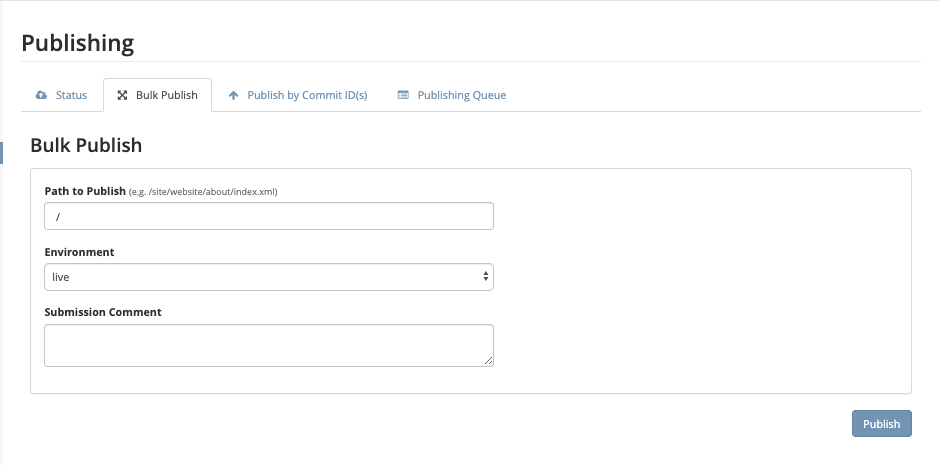 Publishing
Status Bulk Publish Publish by Commit ID(s) Publishing Queue
Bulk Publish
Path to Publish (e.g. /site/website/about/index.xml)
/
Environment
live
Submission Comment
Publish